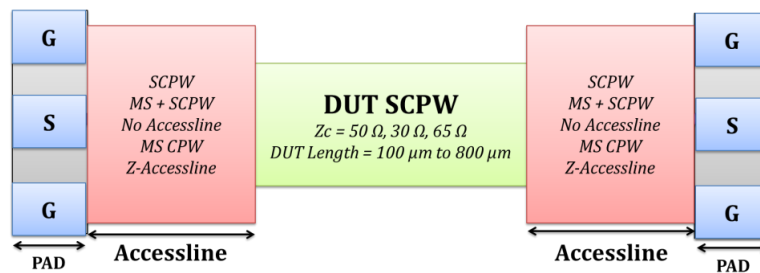 G
S
G
PAD
SCPW
MS + SCPW
No Accessline
MS CPW
Z-Accessline
Accessline
DUT SCPW
Zc = 50 Ω, 30 Ω, 65 Ω
DUT Length = 100 μm to 800 μm
SCPW
MS + SCPW
No Accessline
MS CPW
Z-Accessline
Accessline
G
S
G
PAD